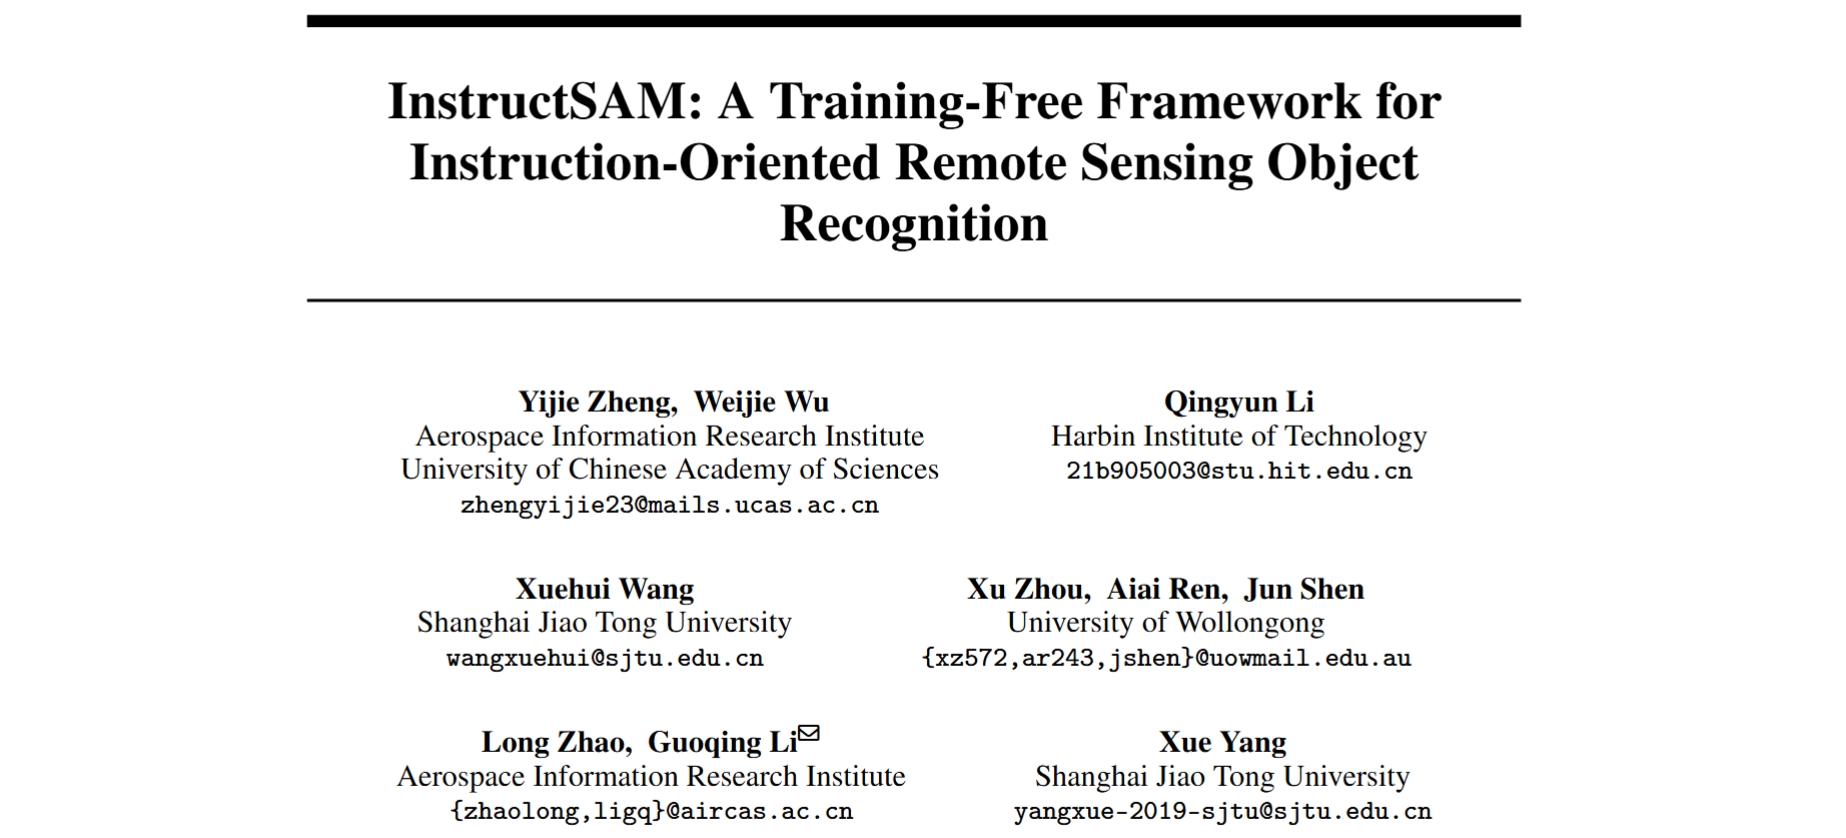 InstructSAM: A Training-Free Framework for
Instruction-Oriented Remote Sensing Object
Recognition
Yijie Zheng, Weijie Wu
Aerospace Information Research Institute
University of Chinese Academy of Sciences
zhengyijie23@mails.ucas.ac.cn
Qingyun Li
Harbin Institute of Technology
21b905003@stu.hit.edu.cn
Xuehui Wang
Shanghai Jiao Tong University
wangxuehui@sjtu.edu.cn
Xu Zhou, Aiai Ren, Jun Shen
University of Wollongong
{xz572,ar243,jshen}@uowmail.edu.au
Long Zhao, Guoqing Li
Aerospace Information Research Institute
{zhaolong,ligq}@aircas.ac.cn
Xue Yang
Shanghai Jiao Tong University
yangxue-2019-sjtu@sjtu.edu.cn